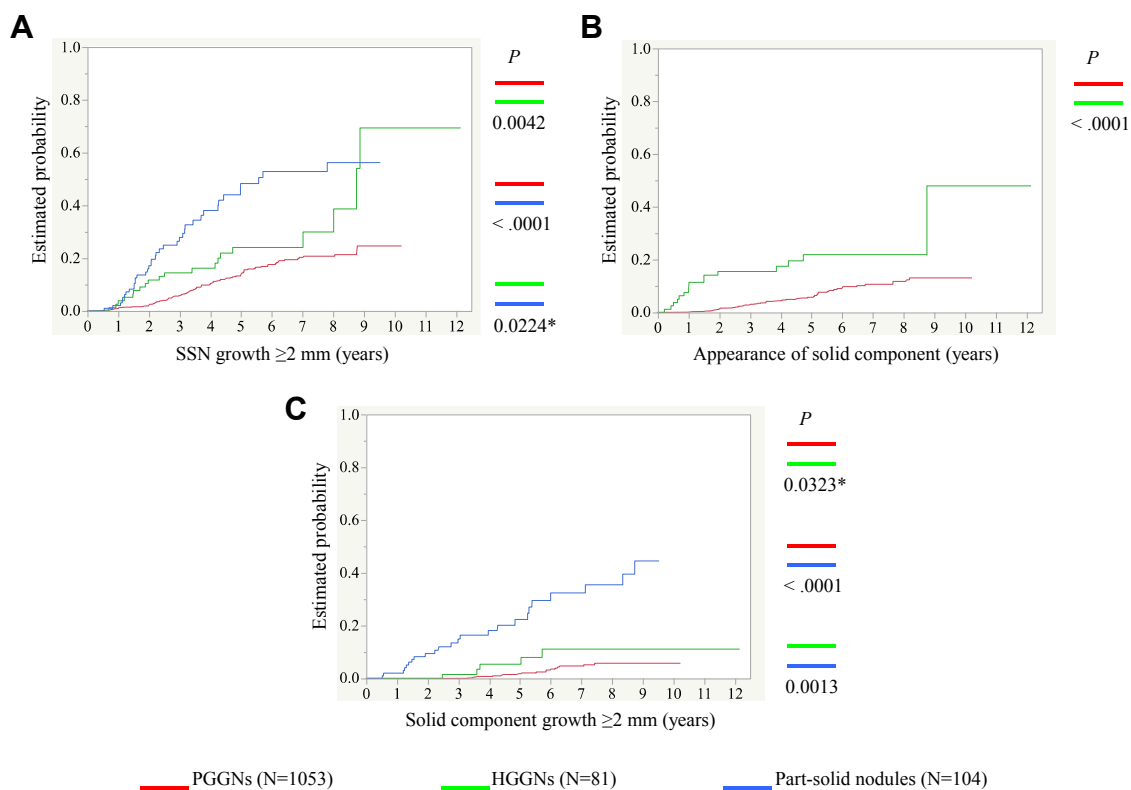 A
P
1.0
0.8
0.6
0.4
0.2
0.0
Estimated probability
0 1 2 3 4 5 6 7 8 9 10 11 12
SSN growth ≥2 mm (years)
0.0042
< .0001
0.0224*
B
P
1.0
0.8
0.6
0.4
0.2
0.0
Estimated probability
0 1 2 3 4 5 6 7 8 9 10 11 12
Appearance of solid component (years)
< .0001
C
P
1.0
0.8
0.6
0.4
0.2
0.0
Estimated probability
0 1 2 3 4 5 6 7 8 9 10 11 12
Solid component growth ≥2 mm (years)
0.0323*
< .0001
0.0013
PGGNs (N=1053) HGGNs (N=81) Part-solid nodules (N=104)